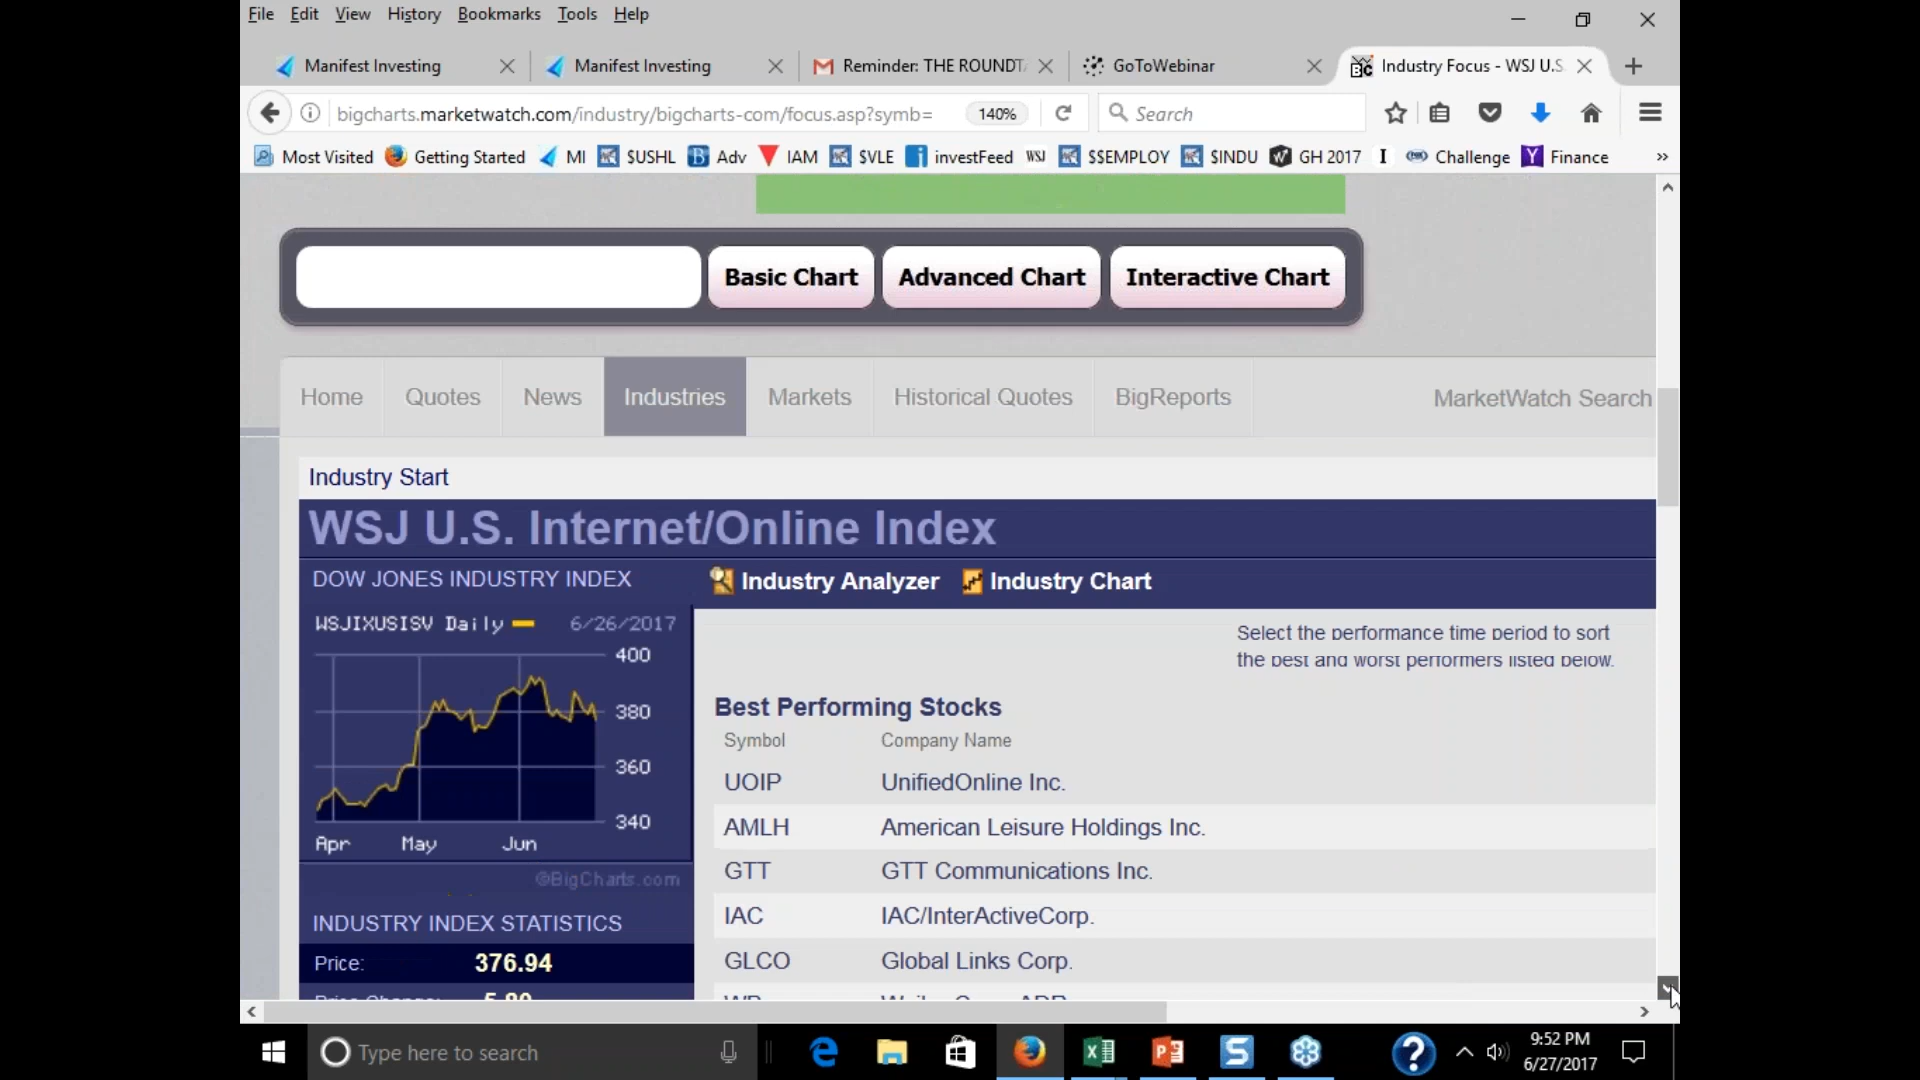 File Edit View History Bookmarks Tools Help
Manifest Investing Manifest Investing Reminder: THE ROUNDT GoToWebinar Industry Focus - WSJ U.S.
bigcharts.marketwatch.com/industry/bigcharts-com/focus.asp?symb= 140% Search
Most Visited Getting Started MI $USHL Adv IAM $VLE investFeed WSJ $$EMPLOY $INDU GH 2017 I Challenge Y Finance »
Basic Chart Advanced Chart Interactive Chart
Home Quotes News Industries Markets Historical Quotes BigReports MarketWatch Search
Industry Start
WSJ U.S. Internet/Online Index
DOW JONES INDUSTRY INDEX Industry Analyzer Industry Chart
WSJIXUSISV Daily 6/26/2017
Select the performance time period to sort
the best and worst performers listed below.
400
380
360
340
Apr May Jun
©BigCharts.com
INDUSTRY INDEX STATISTICS
Price: 376.94
Best Performing Stocks
Symbol Company Name
UOIP UnifiedOnline Inc.
AMLH American Leisure Holdings Inc.
GTT GTT Communications Inc.
IAC IAC/InterActiveCorp.
GLCO Global Links Corp.
Type here to search
9:52 PM
6/27/2017